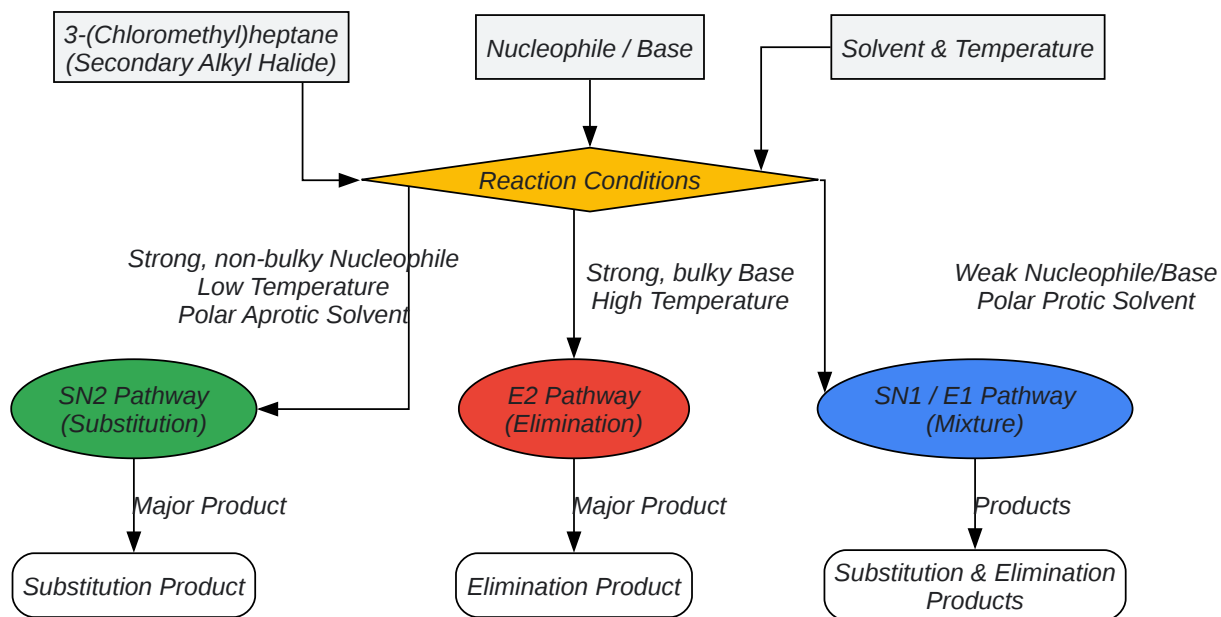 3-(Chloromethyl)heptane
(Secondary Alkyl Halide)
Nucleophile / Base
Solvent & Temperature
Reaction Conditions
Strong, non-bulky Nucleophile
Low Temperature
Polar Aprotic Solvent
Strong, bulky Base
High Temperature
Weak Nucleophile/Base
Polar Protic Solvent
SN2 Pathway
(Substitution)
E2 Pathway
(Elimination)
SN1 / E1 Pathway
(Mixture)
Major Product
Major Product
Products
Substitution Product
Elimination Product
Substitution & Elimination
Products